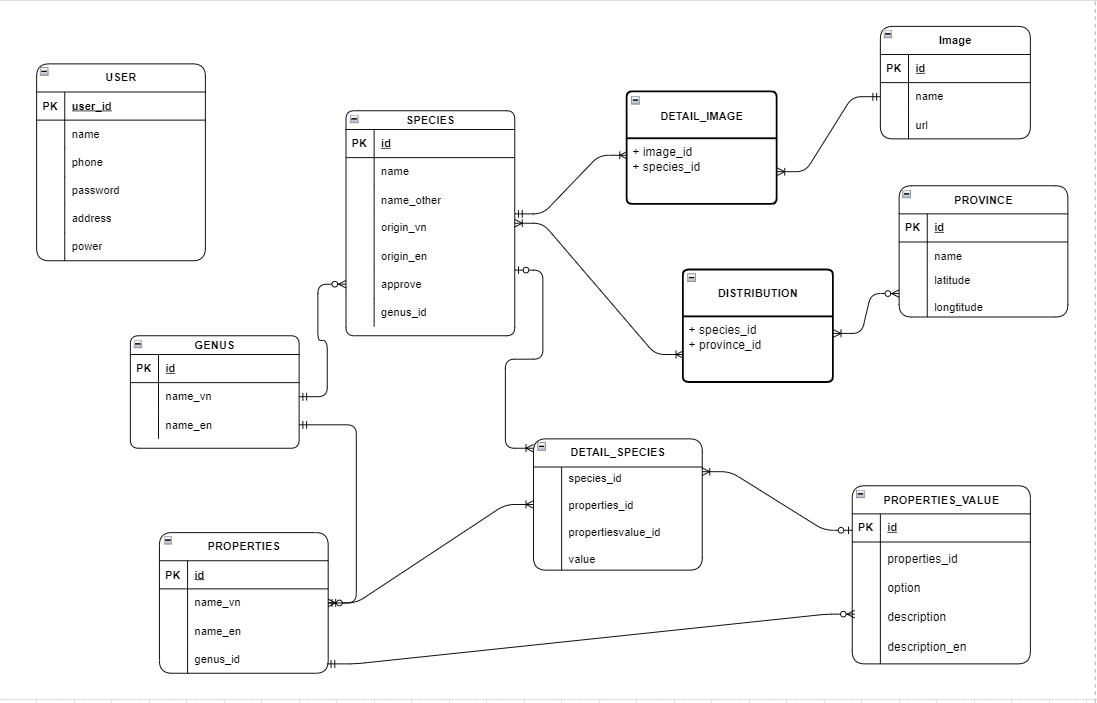 USER
PK user_id
name
phone
password
address
power
SPECIES
PK id
name
name_other
origin_vn
origin_en
approve
genus_id
DETAIL_IMAGE
+ image_id
+ species_id
Image
PK id
name
url
PROVINCE
PK id
name
latitude
longtitude
DISTRIBUTION
+ species_id
+ province_id
GENUS
PK id
name_vn
name_en
DETAIL_SPECIES
species_id
properties_id
propertiesvalue_id
value
PROPERTIES_VALUE
PK id
properties_id
option
description
description_en
PROPERTIES
PK id
name_vn
name_en
genus_id